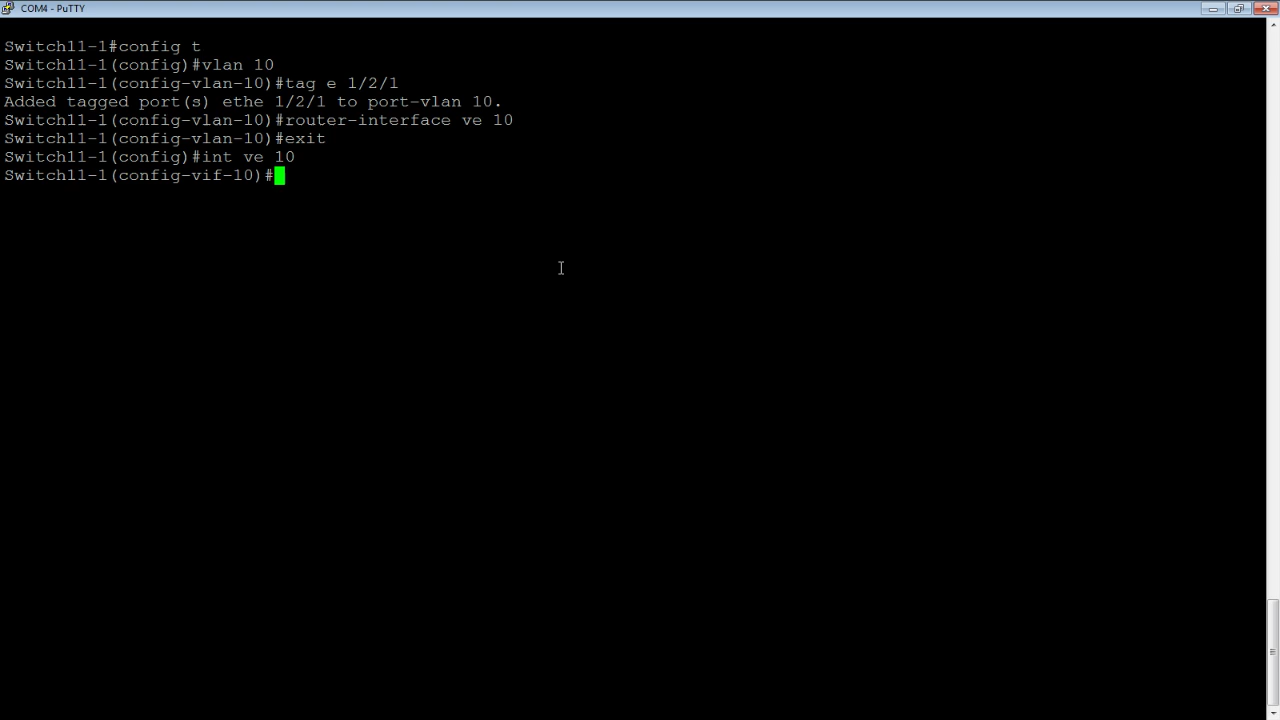 COM4 - PuTTY
Switch11-1#config t
Switch11-1(config)#vlan 10
Switch11-1(config-vlan-10)#tag e 1/2/1
Added tagged port(s) ethe 1/2/1 to port-vlan 10.
Switch11-1(config-vlan-10)#router-interface ve 10
Switch11-1(config-vlan-10)#exit
Switch11-1(config)#int ve 10
Switch11-1(config-vif-10)#